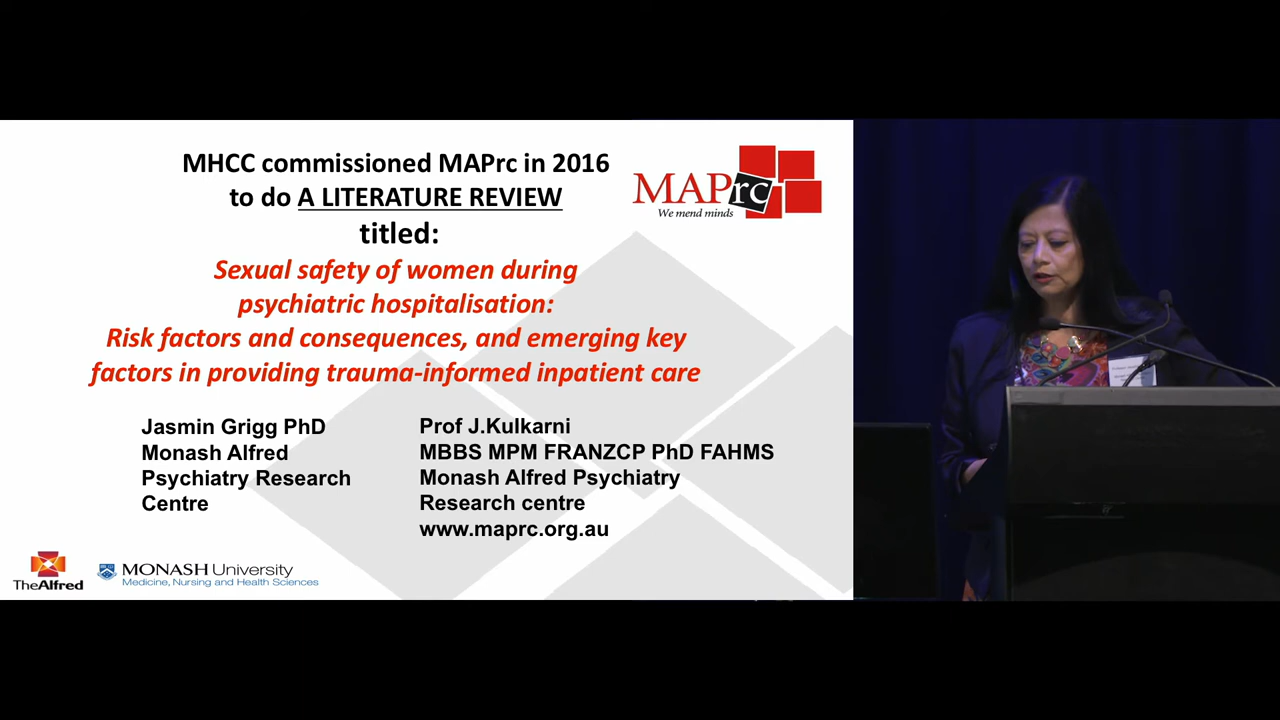 MHCC commissioned MAPrc in 2016
to do A LITERATURE REVIEW
titled:
MAPrc
We mend minds
Sexual safety of women during
psychiatric hospitalisation:
Risk factors and consequences, and emerging key
factors in providing trauma-informed inpatient care
Jasmin Grigg PhD
Monash Alfred
Psychiatry Research
Centre
Prof J.Kulkarni
MBBS MPM FRANZCP PhD FAHMS
Monash Alfred Psychiatry
Research centre
www.maprc.org.au
TheAlfred
MONASH University
Medicine, Nursing and Health Sciences